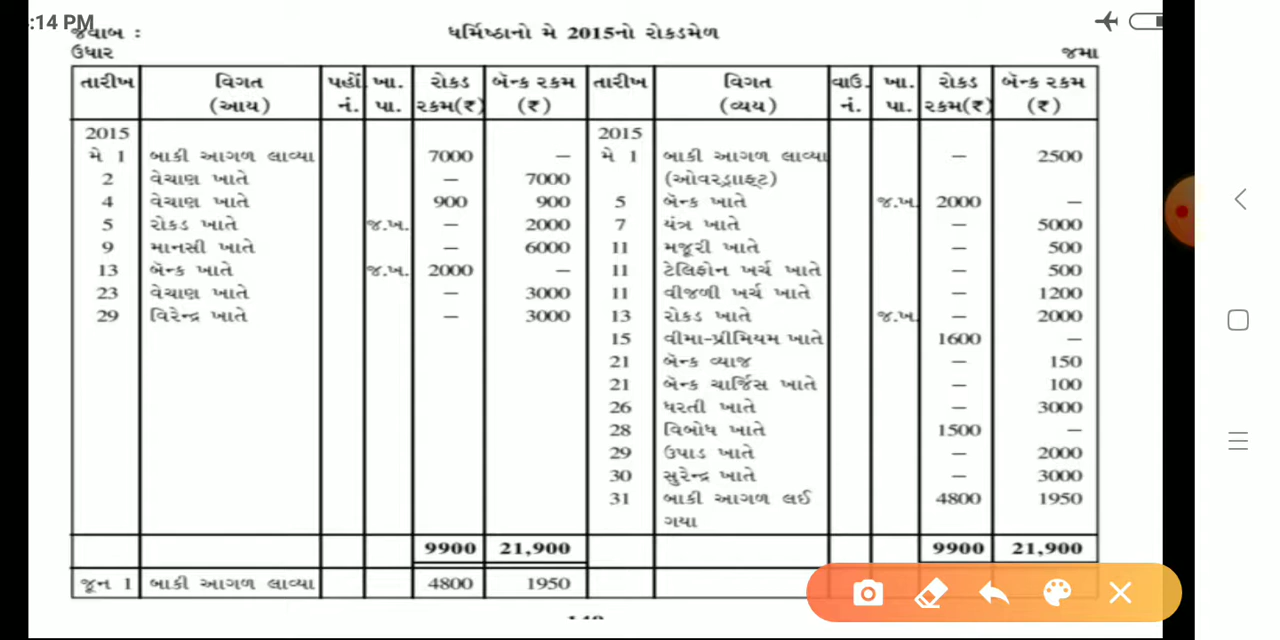 :14 PM
જવાબ : ધર્મિષ્ઠાનો મે 2015નો રોકડમેળ
ઉધાર જમા
તારીખ વિગત પહોં ખા. રોકડ બૅન્ક રકમ તારીખ વિગત વાઉ. ખા. રોકડ બૅન્ક રકમ
(આય) નં. પા. રકમ(₹) (₹) (વ્યય) નં. પા. રકમ(₹) (₹)
2015 2015
મે 1 બાકી આગળ લાવ્યા 7000 — મે 1 બાકી આગળ લાવ્યા — 2500
2 વેચાણ ખાતે — 7000 (ઓવરડ્રાફ્ટ)
4 વેચાણ ખાતે 900 900 5 બૅન્ક ખાતે જ.ખ. 2000 —
5 રોકડ ખાતે જ.ખ. — 2000 7 યંત્ર ખાતે — 5000
9 માનસી ખાતે — 6000 11 મજૂરી ખાતે — 500
13 બૅન્ક ખાતે જ.ખ. 2000 — 11 ટેલિફોન ખર્ચ ખાતે — 500
23 વેચાણ ખાતે — 3000 11 વીજળી ખર્ચ ખાતે — 1200
29 વિરેન્દ્ર ખાતે — 3000 13 રોકડ ખાતે જ.ખ. — 2000
15 વીમા-પ્રીમિયમ ખાતે 1600 —
21 બૅન્ક વ્યાજ — 150
21 બૅન્ક ચાર્જિસ ખાતે — 100
26 ધરતી ખાતે — 3000
28 વિબોધ ખાતે 1500 —
29 ઉપાડ ખાતે — 2000
30 સુરેન્દ્ર ખાતે — 3000
31 બાકી આગળ લઈ 4800 1950
ગયા
9900 21,900 9900 21,900
જૂન 1 બાકી આગળ લાવ્યા 4800 1950